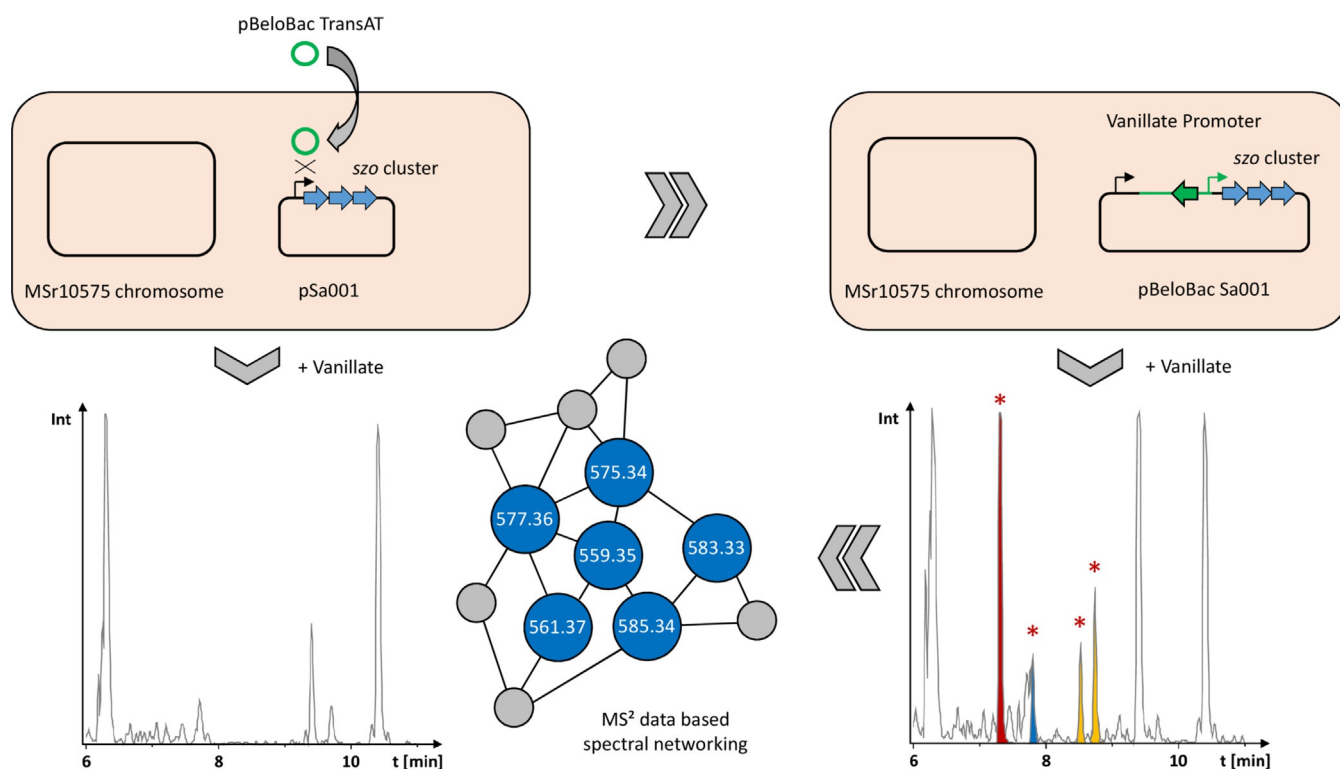 pBeloBac TransAT
szo cluster
MSr10575 chromosome
pSa001
Vanillate Promoter
szo cluster
MSr10575 chromosome
pBeloBac Sa001
+ Vanillate
+ Vanillate
Int
6
8
10
t [min]
575.34
577.36
559.35
583.33
561.37
585.34
MS² data based
spectral networking
Int
*
*
*
*
6
8
10
t [min]